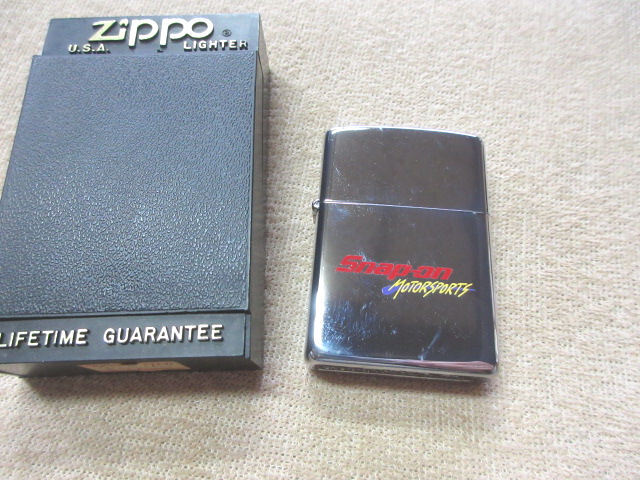 Zippo®
U.S.A. LIGHTER
LIFETIME GUARANTEE
Snap-on
MOTORSPORTS